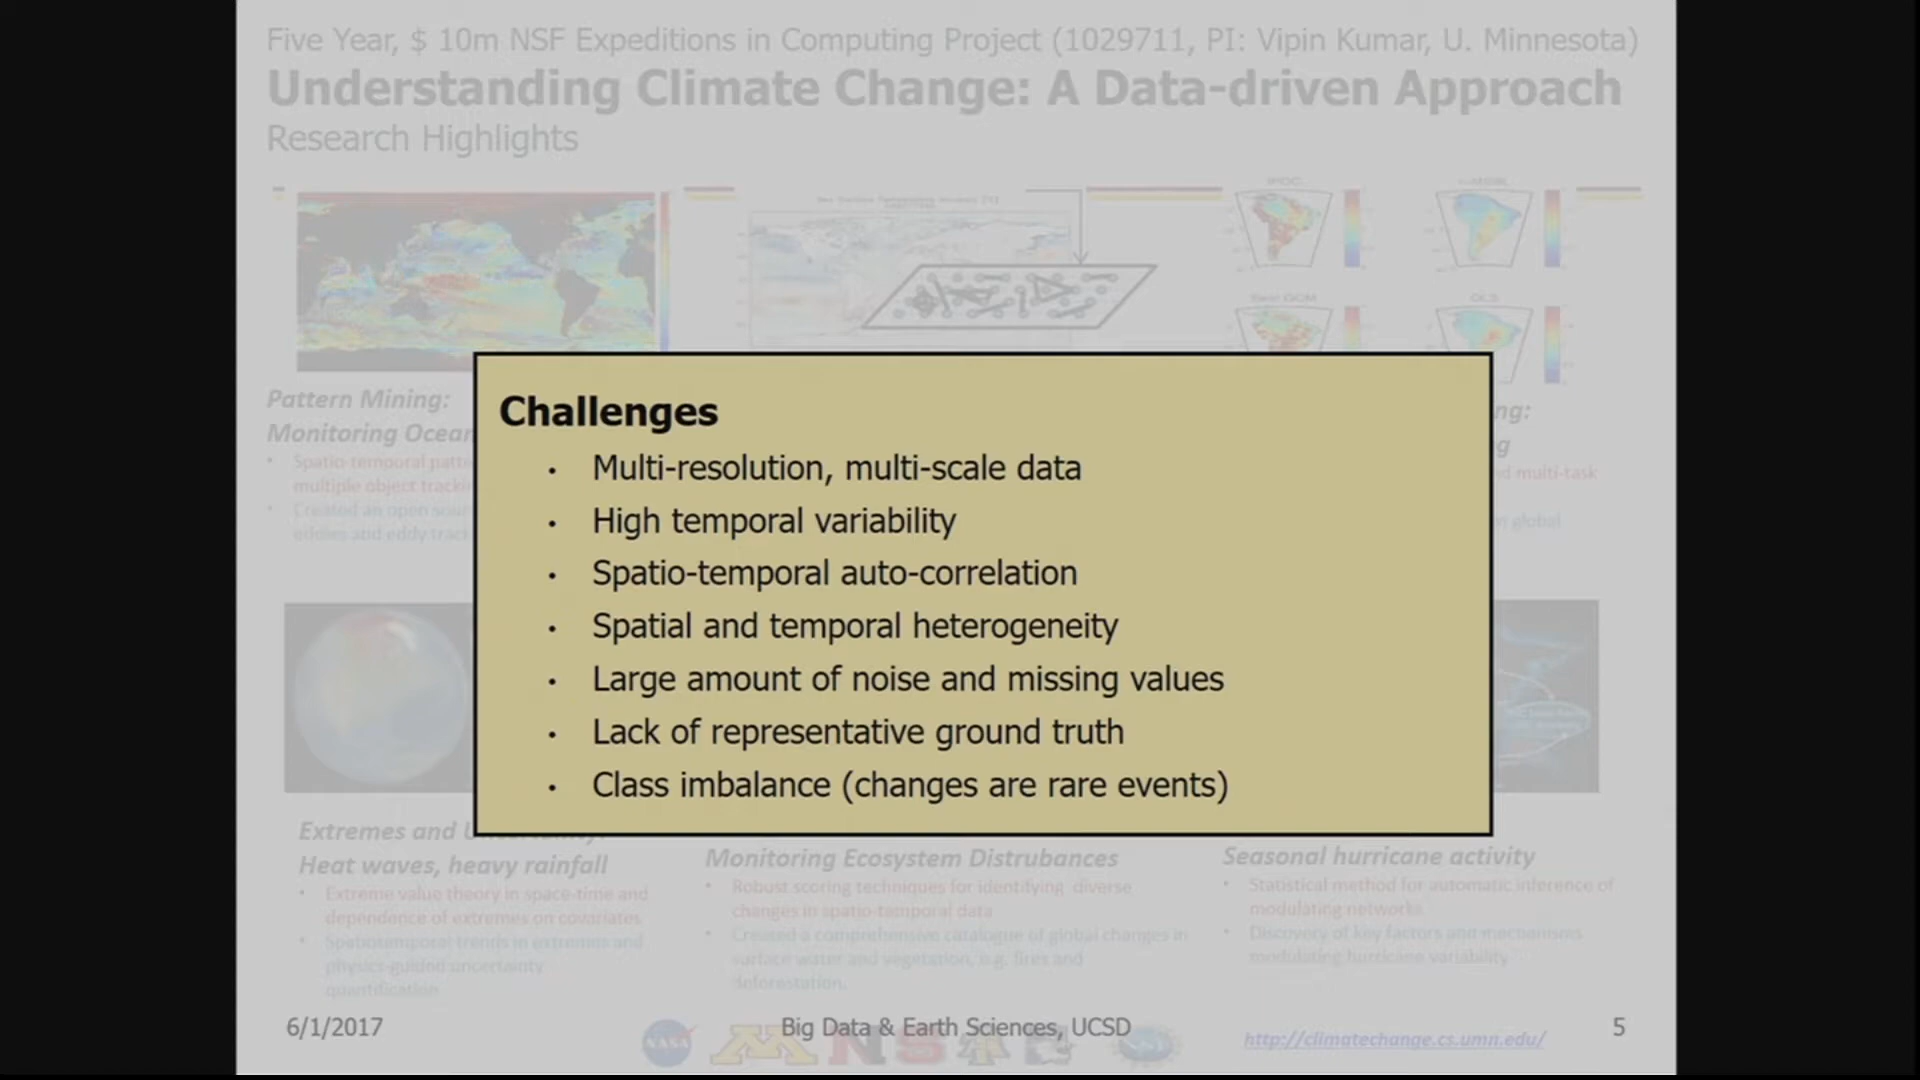 Five Year, $ 10m NSF Expeditions in Computing Project (1029711, PI: Vipin Kumar, U. Minnesota)
Understanding Climate Change: A Data-driven Approach
Research Highlights
Pattern Mining:
Monitoring Ocean
Spatio-temporal
multiple object
Created an open
eddies and eddy
ng:
g
multi-task
global
Challenges
• Multi-resolution, multi-scale data
• High temporal variability
• Spatio-temporal auto-correlation
• Spatial and temporal heterogeneity
• Large amount of noise and missing values
• Lack of representative ground truth
• Class imbalance (changes are rare events)
Extremes and
Heat waves, heavy rainfall
• Extreme value theory in space-time and
dependence of extremes on covariates
• Spatiotemporal trends in extremes and
physics-guided uncertainty
quantification
Monitoring Ecosystem Distrubances
• Robust scoring techniques for identifying diverse
changes in spatio-temporal data
• Created a comprehensive catalogue of global changes in
surface water and vegetation, e.g. fires and
deforestation.
Seasonal hurricane activity
• Statistical method for automatic inference of
modulating networks
• Discovery of key factors and mechanisms
modulating hurricane variability
6/1/2017
Big Data & Earth Sciences, UCSD
NASA
http://climatechange.cs.umn.edu/
5